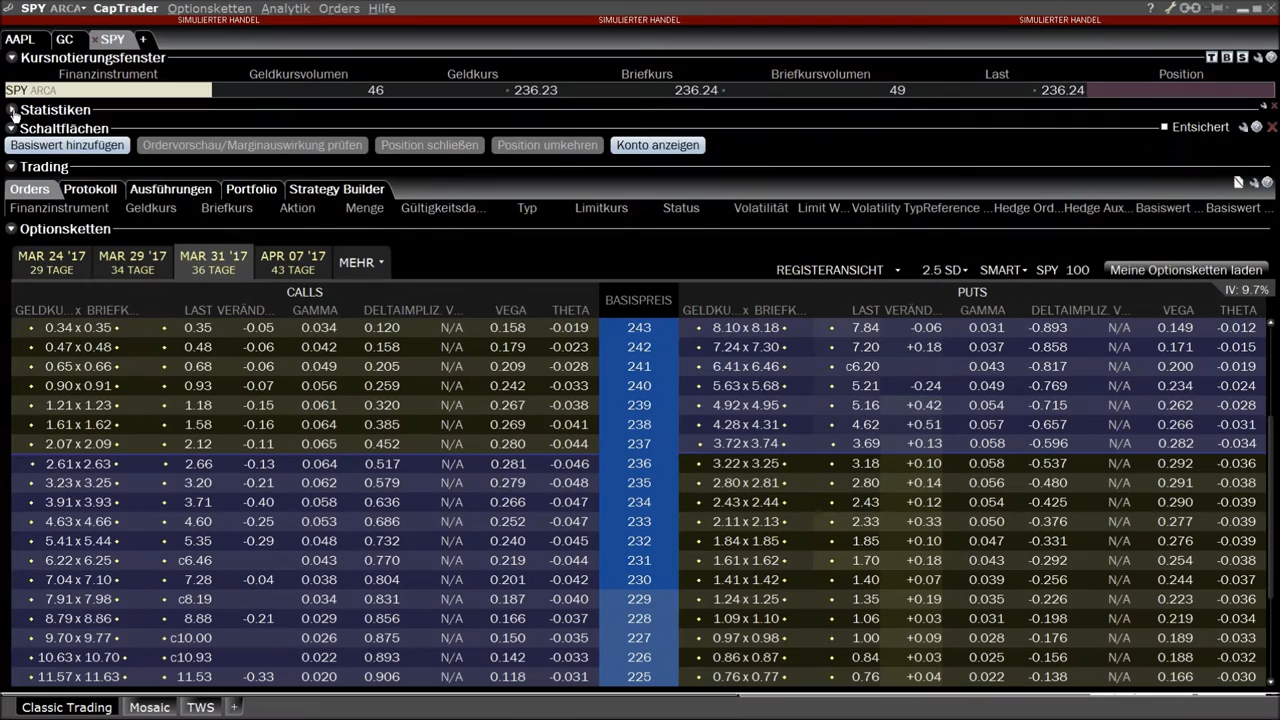 SPY ARCA CapTrader Optionsketten Analytik Orders Hilfe ?
SIMULIERTER HANDEL SIMULIERTER HANDEL SIMULIERTER HANDEL
AAPL GC SPY +
Kursnotierungsfenster T B S
Finanzinstrument Geldkursvolumen Geldkurs Briefkurs Briefkursvolumen Last Position
SPY ARCA 46 236.23 236.24 49 236.24
Statistiken
Schaltflächen Entsichert
Basiswert hinzufügen Ordervorschau/Marginauswirkung prüfen Position schließen Position umkehren Konto anzeigen
Trading
Orders Protokoll Ausführungen Portfolio Strategy Builder
Finanzinstrument Geldkurs Briefkurs Aktion Menge Gültigkeitsda... Typ Limitkurs Status Volatilität Limit W... Volatility Typ Reference ... Hedge Ord... Hedge Aux... Basiswert ... Basiswert ...
Optionsketten
MAR 24 '17 MAR 29 '17 MAR 31 '17 APR 07 '17 MEHR
29 TAGE 34 TAGE 36 TAGE 43 TAGE
REGISTERANSICHT 2.5 SD SMART SPY 100 Meine Optionsketten laden
CALLS BASISPREIS PUTS IV: 9.7%
GELDKU... x BRIEFK... LAST VERÄND... GAMMA DELTA IMPLIZ. V... VEGA THETA GELDKU... x BRIEFK... LAST VERÄND... GAMMA DELTA IMPLIZ. V... VEGA THETA
0.34 x 0.35 0.35 -0.05 0.034 0.120 N/A 0.158 -0.019 243 8.10 x 8.18 7.84 -0.06 0.031 -0.893 N/A 0.149 -0.012
0.47 x 0.48 0.48 -0.06 0.042 0.158 N/A 0.179 -0.023 242 7.24 x 7.30 7.20 +0.18 0.037 -0.858 N/A 0.171 -0.015
0.65 x 0.66 0.68 -0.06 0.049 0.205 N/A 0.209 -0.028 241 6.41 x 6.46 c6.20 0.043 -0.817 N/A 0.200 -0.019
0.90 x 0.91 0.93 -0.07 0.056 0.259 N/A 0.242 -0.033 240 5.63 x 5.68 5.21 -0.24 0.049 -0.769 N/A 0.234 -0.024
1.21 x 1.23 1.18 -0.15 0.061 0.320 N/A 0.267 -0.038 239 4.92 x 4.95 5.16 +0.42 0.054 -0.715 N/A 0.262 -0.028
1.61 x 1.62 1.58 -0.16 0.064 0.385 N/A 0.269 -0.041 238 4.28 x 4.31 4.62 +0.51 0.057 -0.657 N/A 0.266 -0.031
2.07 x 2.09 2.12 -0.11 0.065 0.452 N/A 0.280 -0.044 237 3.72 x 3.74 3.69 +0.13 0.058 -0.596 N/A 0.282 -0.034
2.61 x 2.63 2.66 -0.13 0.064 0.517 N/A 0.281 -0.046 236 3.22 x 3.25 3.18 +0.10 0.058 -0.537 N/A 0.292 -0.036
3.23 x 3.25 3.20 -0.21 0.062 0.579 N/A 0.279 -0.048 235 2.80 x 2.81 2.80 +0.14 0.056 -0.480 N/A 0.291 -0.038
3.91 x 3.93 3.71 -0.40 0.058 0.636 N/A 0.266 -0.047 234 2.43 x 2.44 2.43 +0.12 0.054 -0.425 N/A 0.290 -0.039
4.63 x 4.66 4.60 -0.25 0.053 0.686 N/A 0.252 -0.047 233 2.11 x 2.13 2.33 +0.33 0.050 -0.376 N/A 0.277 -0.039
5.41 x 5.44 5.35 -0.29 0.048 0.732 N/A 0.240 -0.045 232 1.84 x 1.85 1.85 +0.10 0.047 -0.331 N/A 0.270 -0.039
6.22 x 6.25 c6.46 0.043 0.770 N/A 0.219 -0.044 231 1.61 x 1.62 1.70 +0.18 0.043 -0.292 N/A 0.254 -0.038
7.04 x 7.10 7.28 -0.04 0.038 0.804 N/A 0.201 -0.042 230 1.41 x 1.42 1.40 +0.07 0.038 -0.256 N/A 0.244 -0.037
7.91 x 7.98 c8.19 0.034 0.831 N/A 0.187 -0.040 229 1.24 x 1.25 1.35 +0.19 0.035 -0.226 N/A 0.223 -0.036
8.79 x 8.86 8.88 -0.21 0.029 0.856 N/A 0.166 -0.037 228 1.09 x 1.10 1.06 +0.03 0.031 -0.198 N/A 0.219 -0.034
9.70 x 9.77 c10.00 0.026 0.875 N/A 0.150 -0.035 227 0.97 x 0.98 1.00 +0.09 0.028 -0.176 N/A 0.189 -0.033
10.63 x 10.70 c10.93 0.022 0.893 N/A 0.142 -0.033 226 0.86 x 0.87 0.84 +0.03 0.025 -0.156 N/A 0.188 -0.032
11.57 x 11.63 11.53 -0.33 0.020 0.906 N/A 0.118 -0.031 225 0.76 x 0.77 0.76 +0.04 0.022 -0.138 N/A 0.166 -0.030
Classic Trading Mosaic TWS +